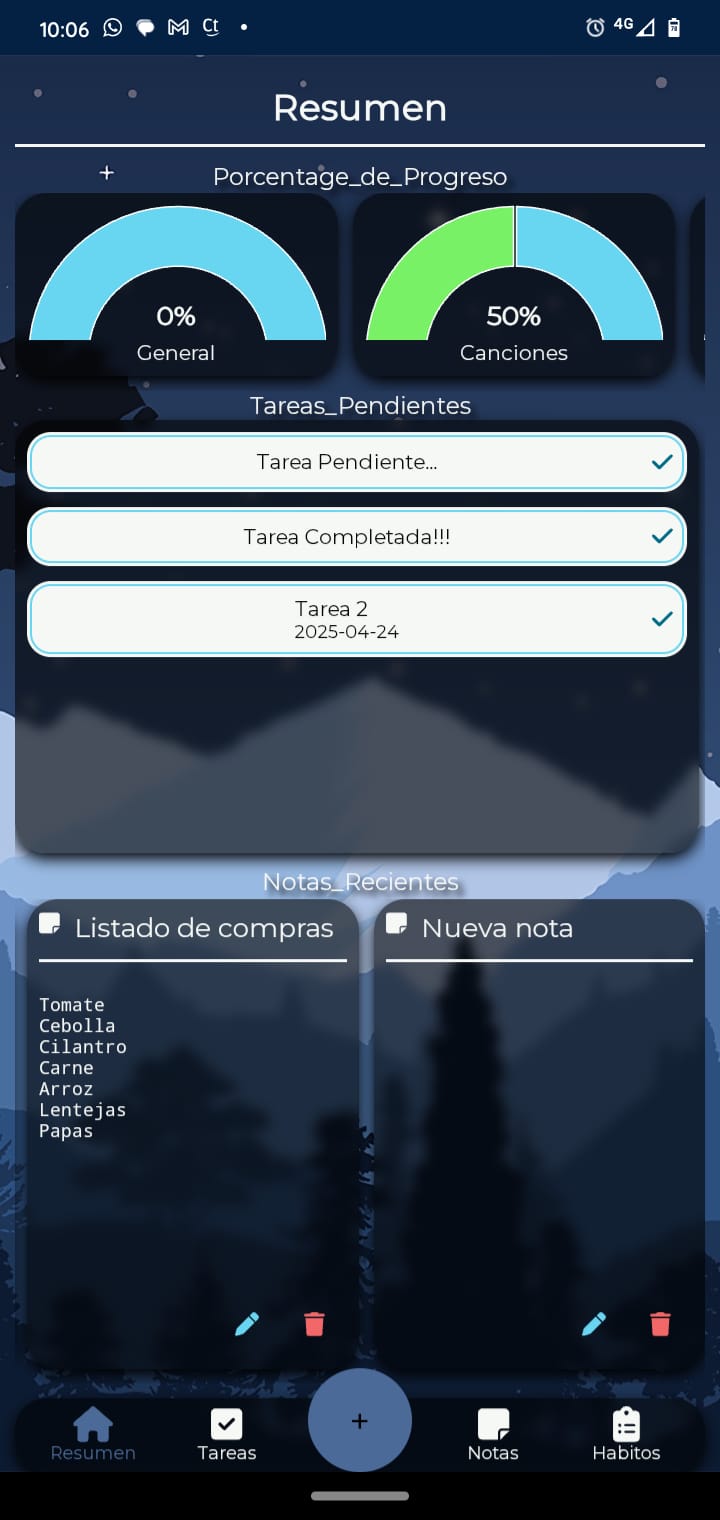 10:06
4G
78
Resumen
Porcentage_de_Progreso
0%
General
50%
Canciones
Tareas_Pendientes
Tarea Pendiente...
Tarea Completada!!!
Tarea 2
2025-04-24
Notas_Recientes
Listado de compras
Tomate
Cebolla
Cilantro
Carne
Arroz
Lentejas
Papas
Nueva nota
+
Resumen
Tareas
Notas
Habitos